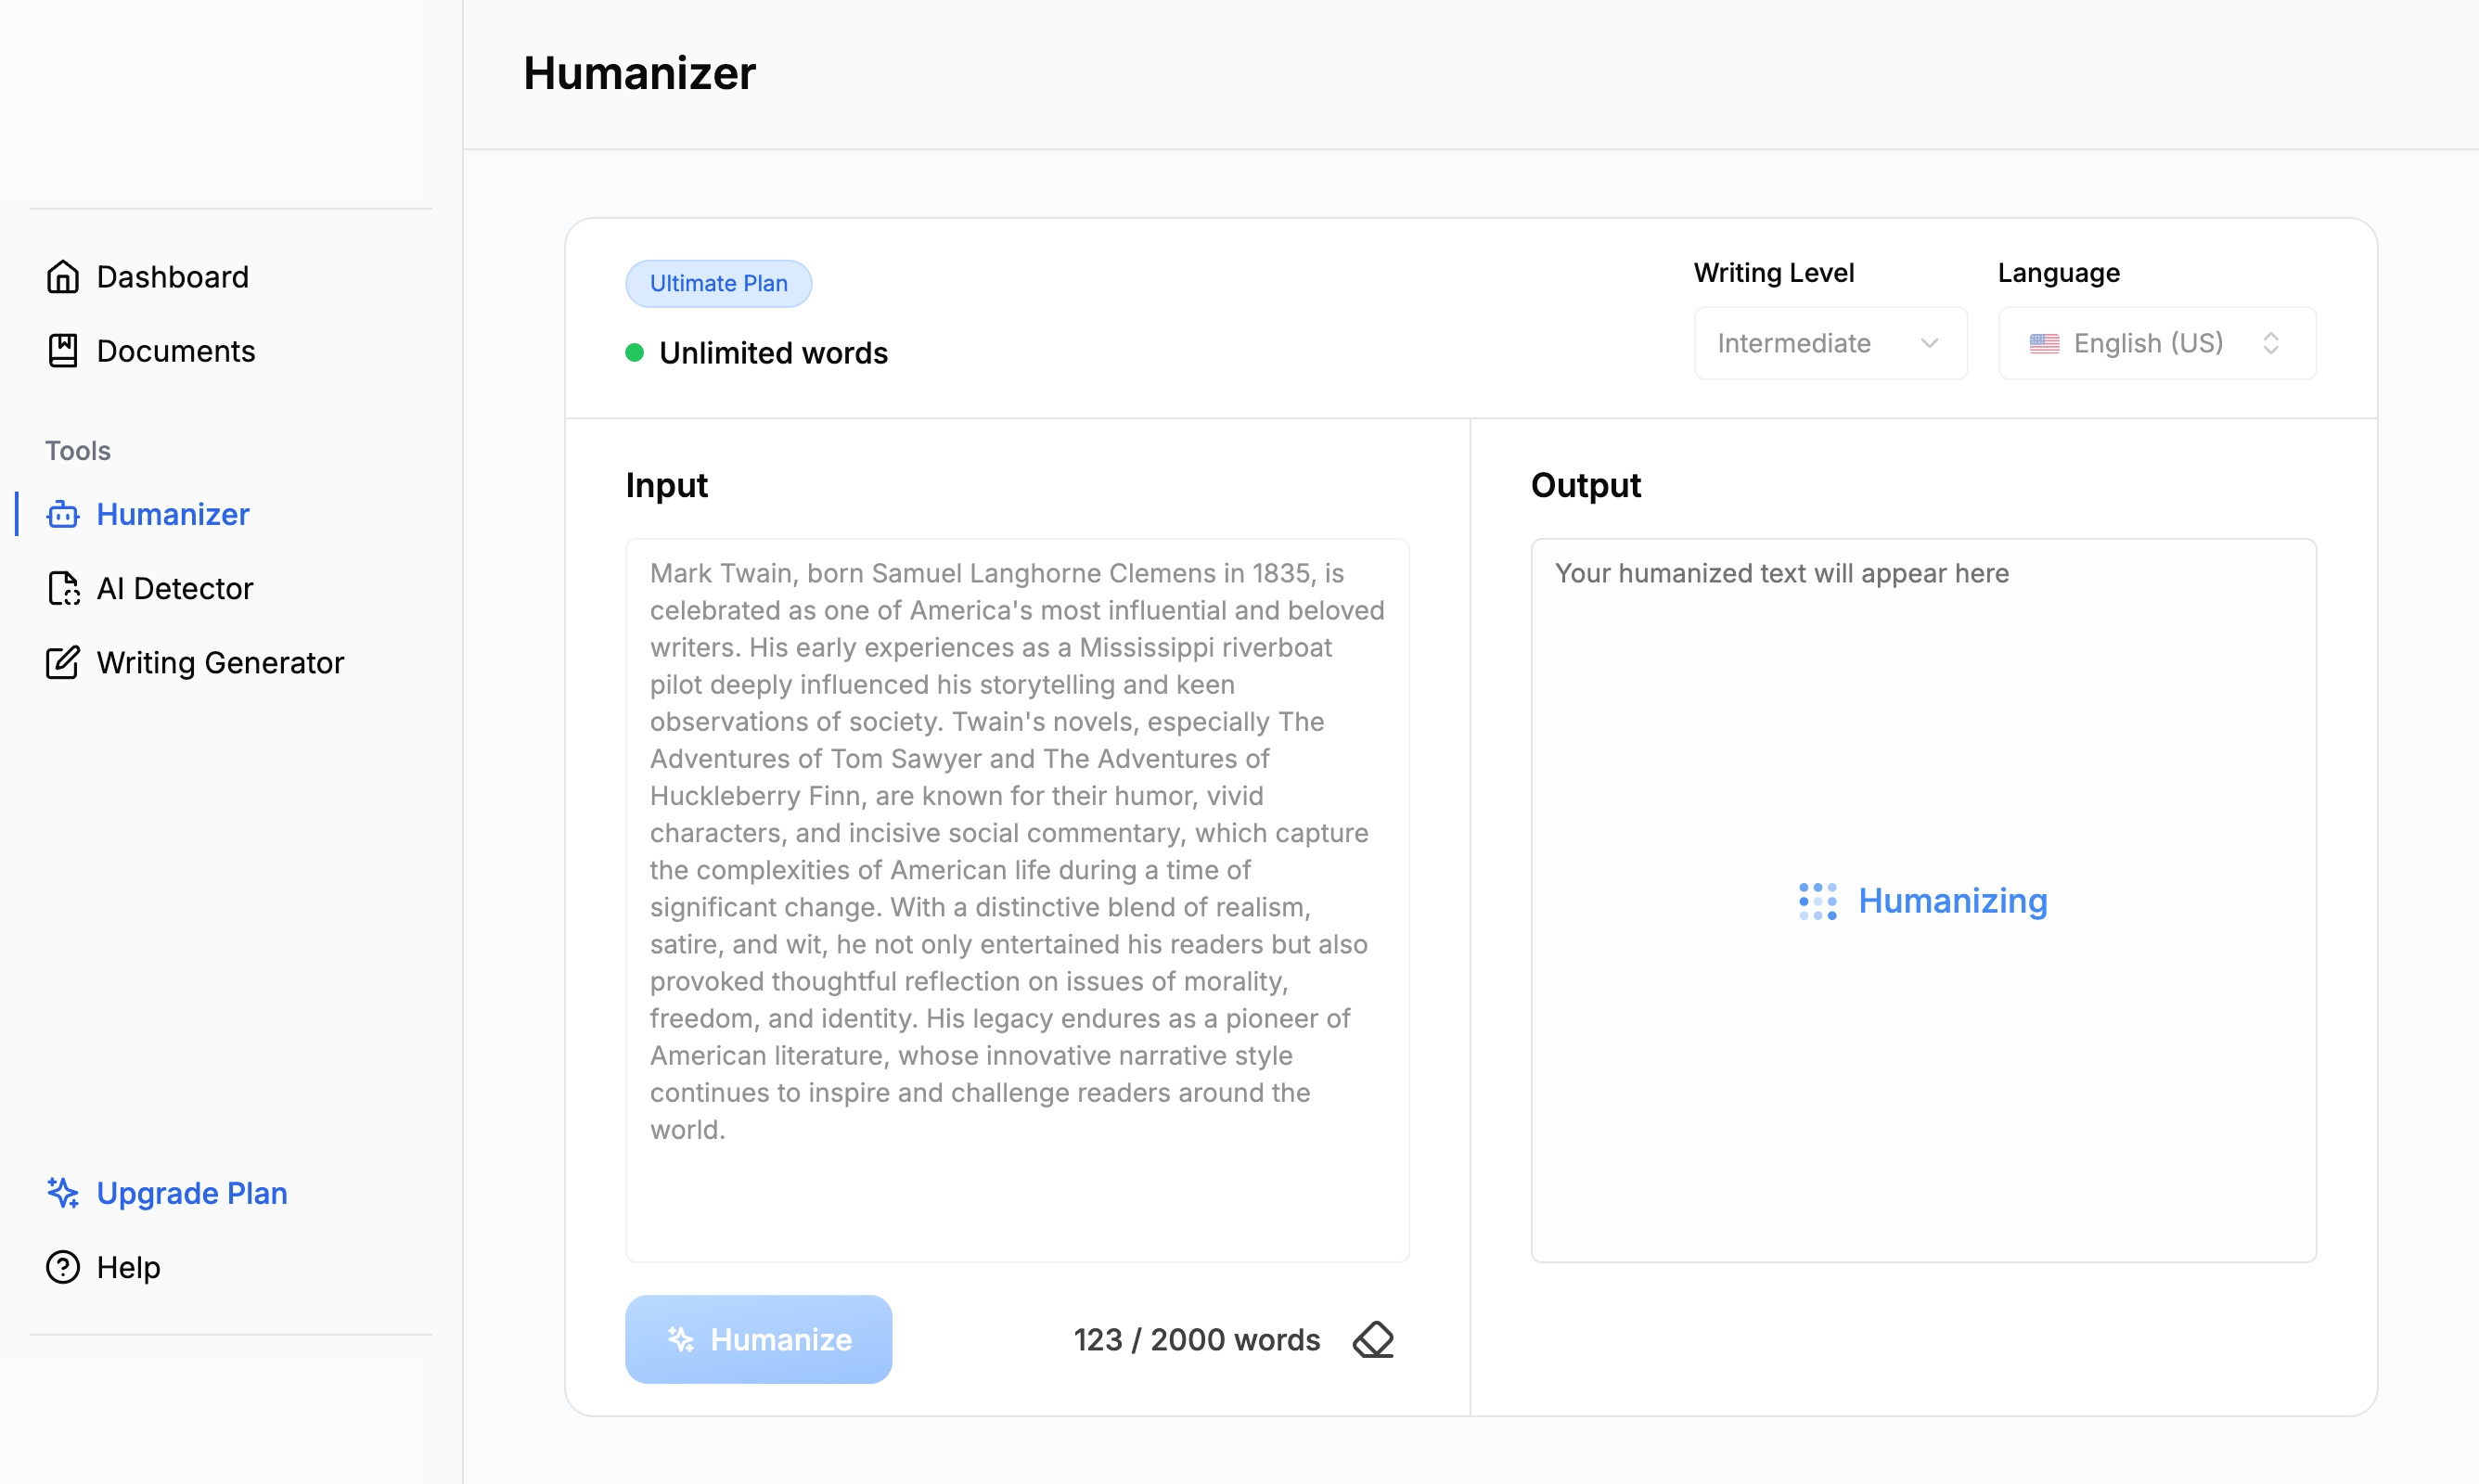 Humanizer
Dashboard
Documents
Tools
Humanizer
AI Detector
Writing Generator
Upgrade Plan
Help
Ultimate Plan
Unlimited words
Writing Level
Intermediate
Language
English (US)
Input
Mark Twain, born Samuel Langhorne Clemens in 1835, is
celebrated as one of America's most influential and beloved
writers. His early experiences as a Mississippi riverboat
pilot deeply influenced his storytelling and keen
observations of society. Twain's novels, especially The
Adventures of Tom Sawyer and The Adventures of
Huckleberry Finn, are known for their humor, vivid
characters, and incisive social commentary, which capture
the complexities of American life during a time of
significant change. With a distinctive blend of realism,
satire, and wit, he not only entertained his readers but also
provoked thoughtful reflection on issues of morality,
freedom, and identity. His legacy endures as a pioneer of
American literature, whose innovative narrative style
continues to inspire and challenge readers around the
world.
Humanize
123 / 2000 words
Output
Your humanized text will appear here
Humanizing